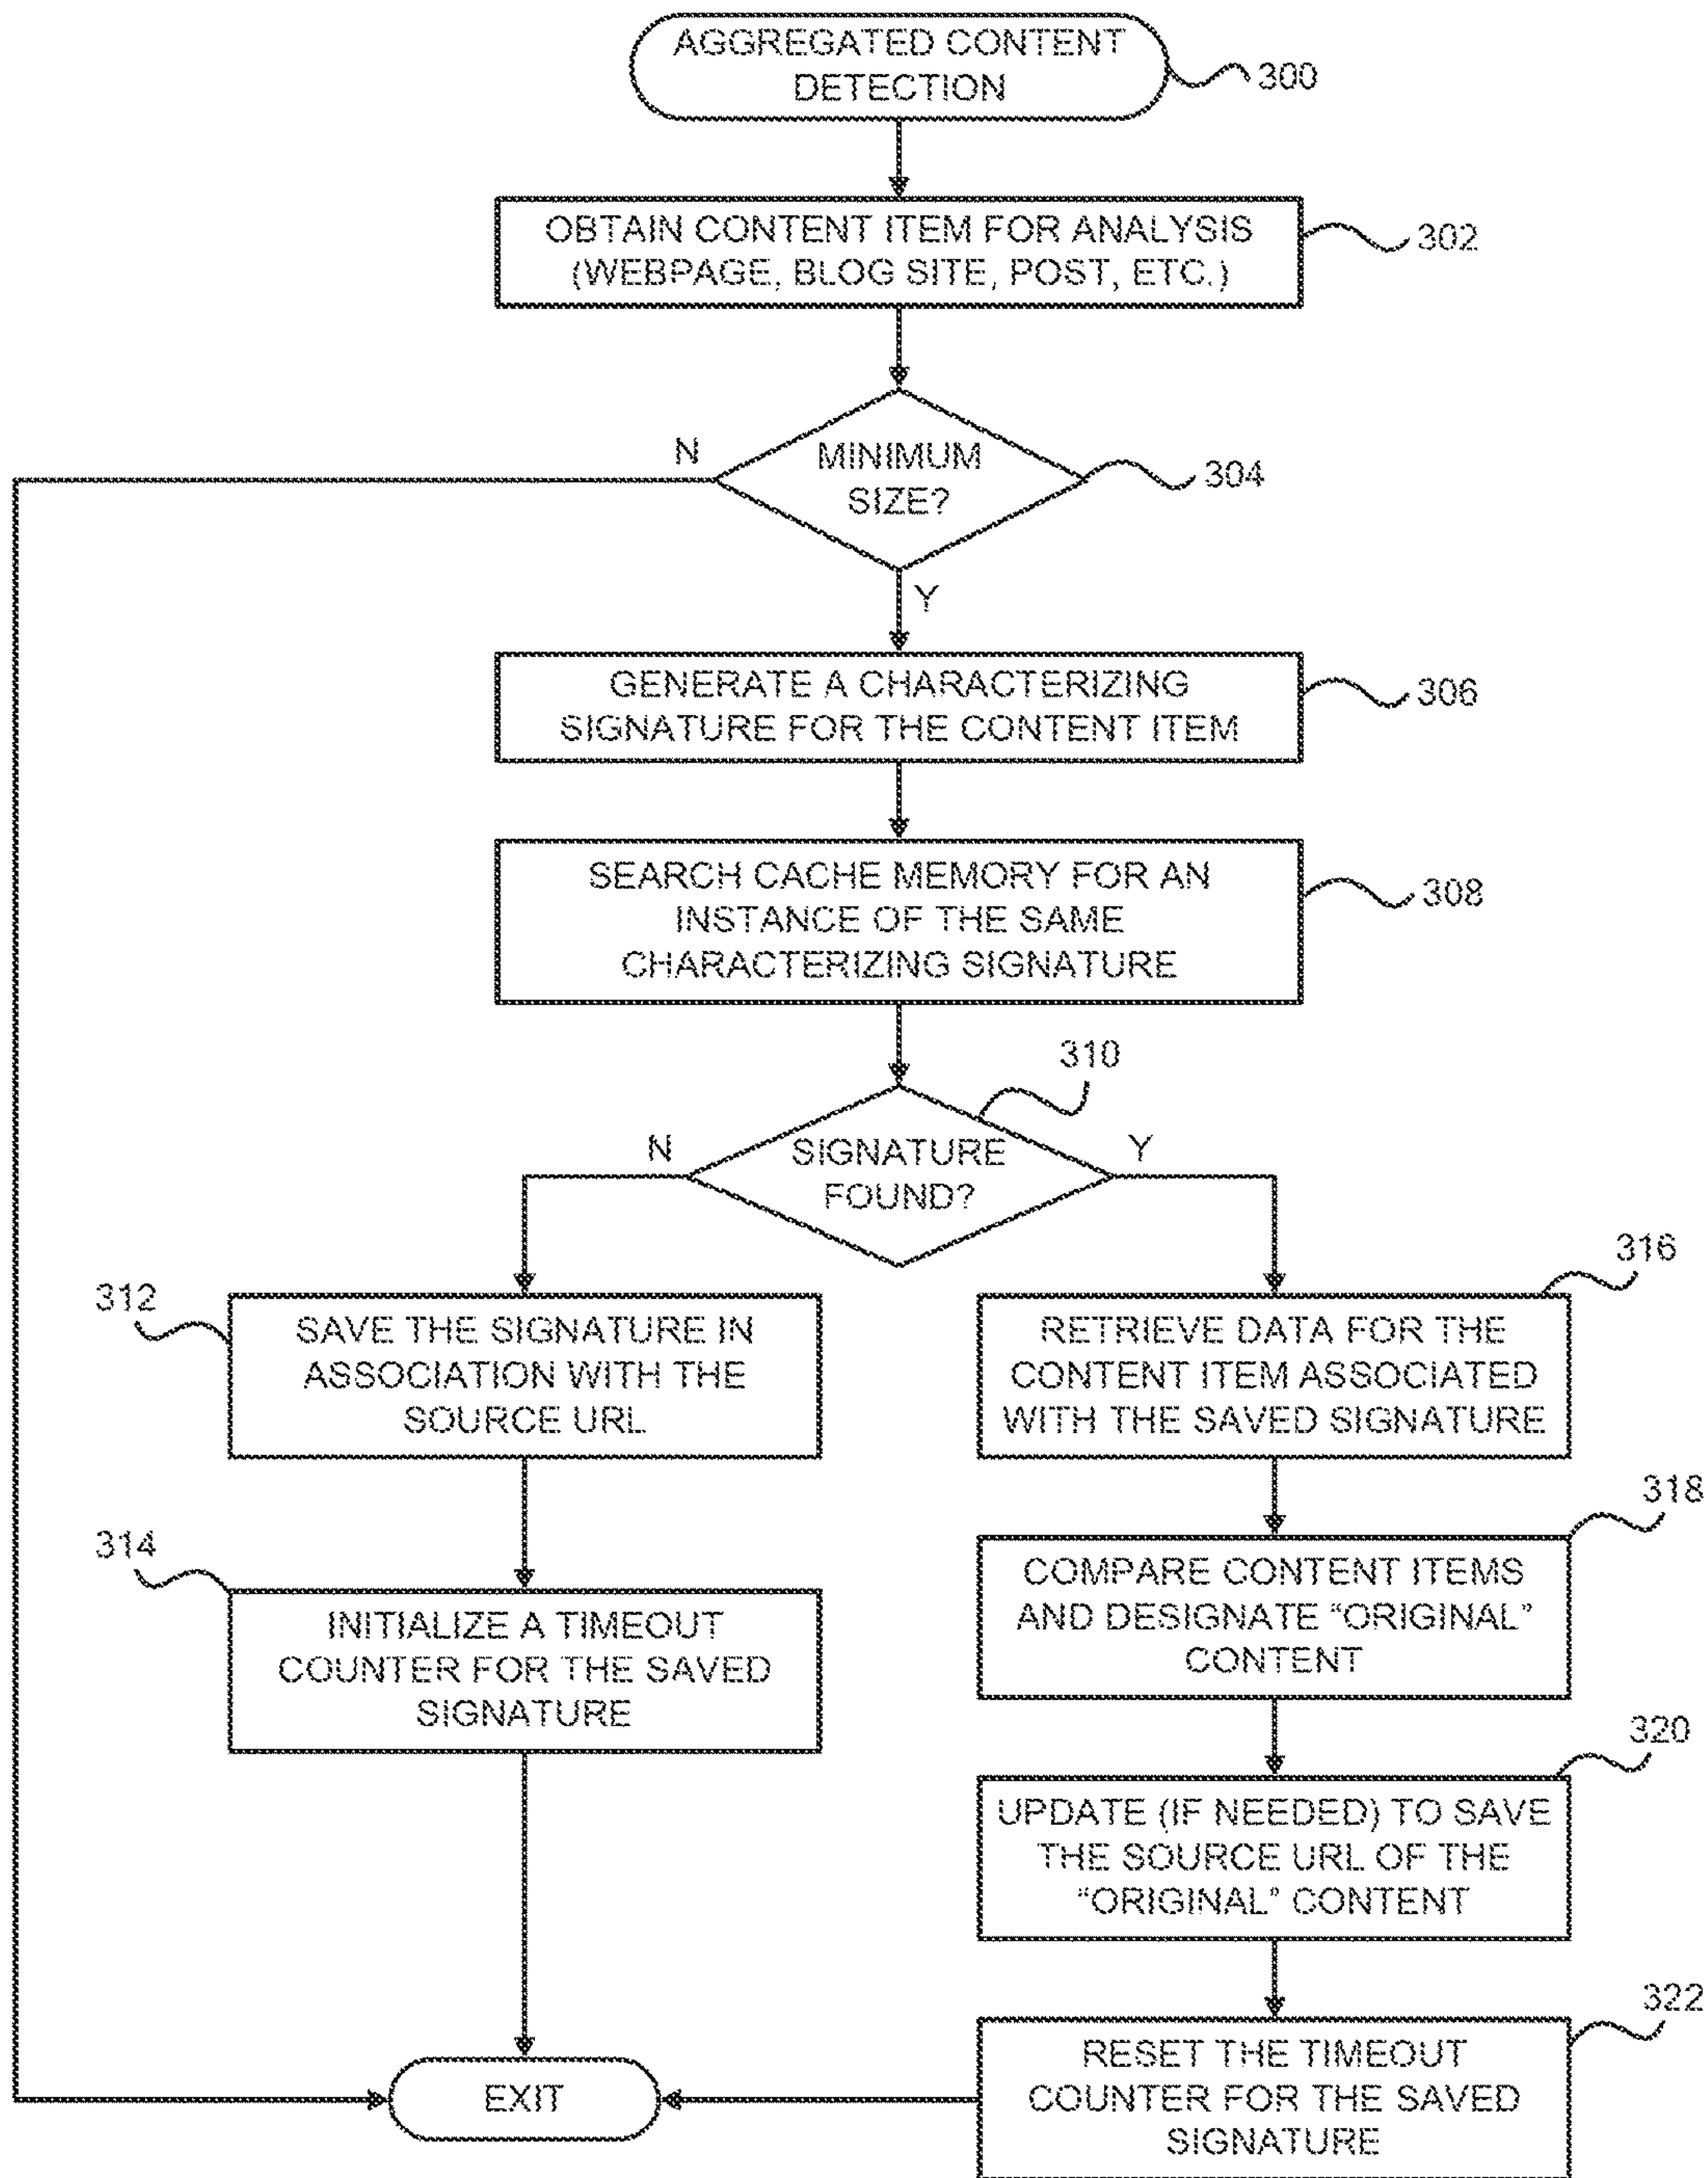 AGGREGATED CONTENT
DETECTION
300
OBTAIN CONTENT ITEM FOR ANALYSIS
(WEBPAGE, BLOG SITE, POST, ETC.)
302
N
MINIMUM
SIZE?
304
Y
GENERATE A CHARACTERIZING
SIGNATURE FOR THE CONTENT ITEM
306
SEARCH CACHE MEMORY FOR AN
INSTANCE OF THE SAME
CHARACTERIZING SIGNATURE
308
310
N
SIGNATURE
FOUND?
Y
312
SAVE THE SIGNATURE IN
ASSOCIATION WITH THE
SOURCE URL
314
INITIALIZE A TIMEOUT
COUNTER FOR THE SAVED
SIGNATURE
316
RETRIEVE DATA FOR THE
CONTENT ITEM ASSOCIATED
WITH THE SAVED SIGNATURE
318
COMPARE CONTENT ITEMS
AND DESIGNATE “ORIGINAL”
CONTENT
320
UPDATE (IF NEEDED) TO SAVE
THE SOURCE URL OF THE
“ORIGINAL” CONTENT
322
RESET THE TIMEOUT
COUNTER FOR THE SAVED
SIGNATURE
EXIT